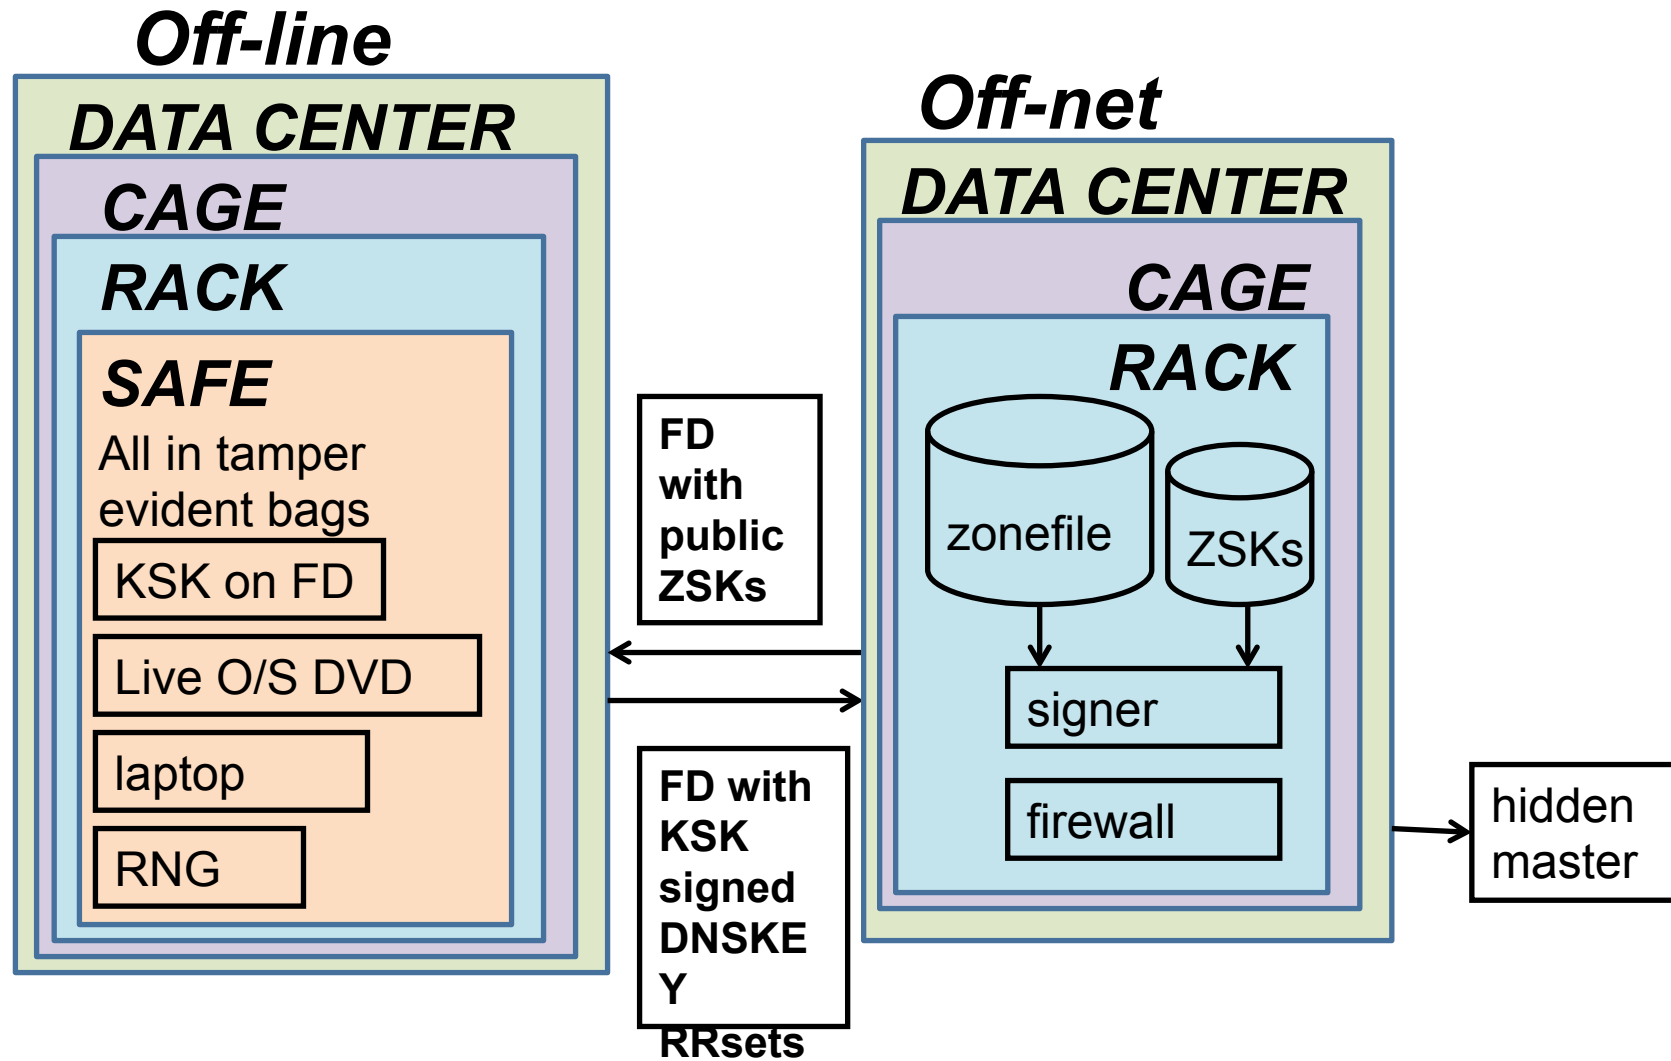 Off-line
DATA CENTER
CAGE
RACK
SAFE
All in tamper
evident bags
KSK on FD
Live O/S DVD
laptop
RNG
FD
with
public
ZSKs
FD with
KSK
signed
DNSKE
Y
RRsets
Off-net
DATA CENTER
CAGE
RACK
zonefile
ZSKs
signer
firewall
hidden
master